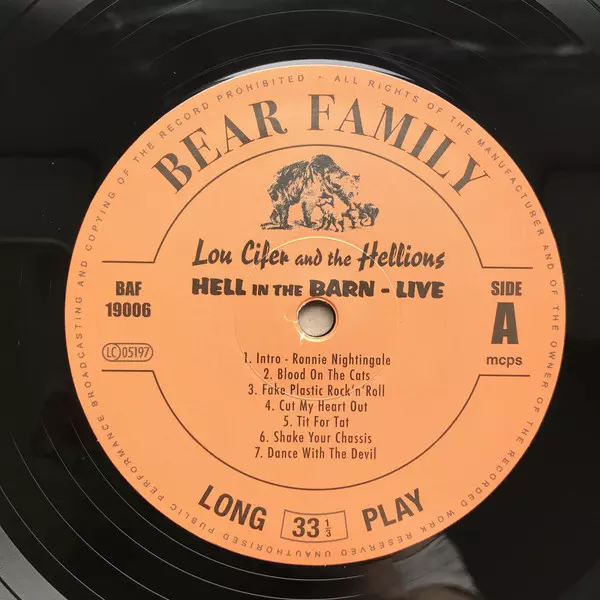 ALL RIGHTS OF THE MANUFACTURER AND OF THE OWNER OF THE RECORDED WORK RESERVED • UNAUTHORISED PUBLIC PERFORMANCE BROADCASTING AND COPYING OF THE RECORD PROHIBITED •
BEAR FAMILY
Lou Cifer and the Hellions
HELL IN THE BARN - LIVE
BAF
19006
SIDE
A
LC 05197
mcps
1. Intro - Ronnie Nightingale
2. Blood On The Cats
3. Fake Plastic Rock'n'Roll
4. Cut My Heart Out
5. Tit For Tat
6. Shake Your Chassis
7. Dance With The Devil
LONG 33 1/3 PLAY